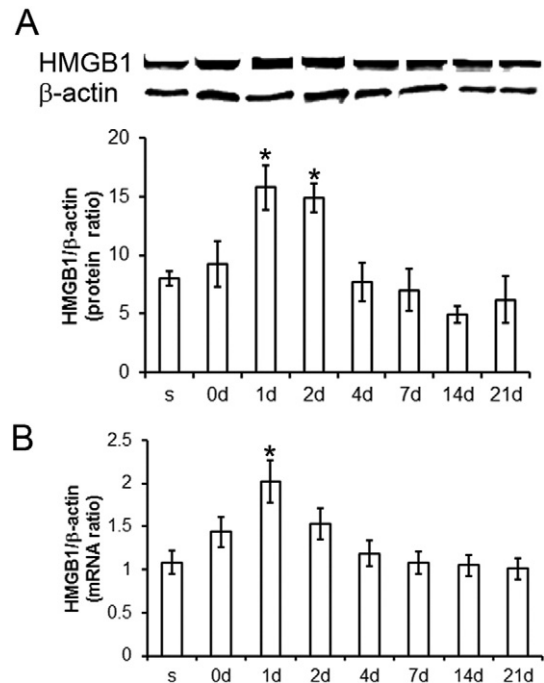 A
HMGB1
β-actin
HMGB1/β-actin
(protein ratio)
20
15
10
5
0
*
*
s 0d 1d 2d 4d 7d 14d 21d
B
HMGB1/β-actin
(mRNA ratio)
2.5
2
1.5
1
0.5
0
*
s 0d 1d 2d 4d 7d 14d 21d